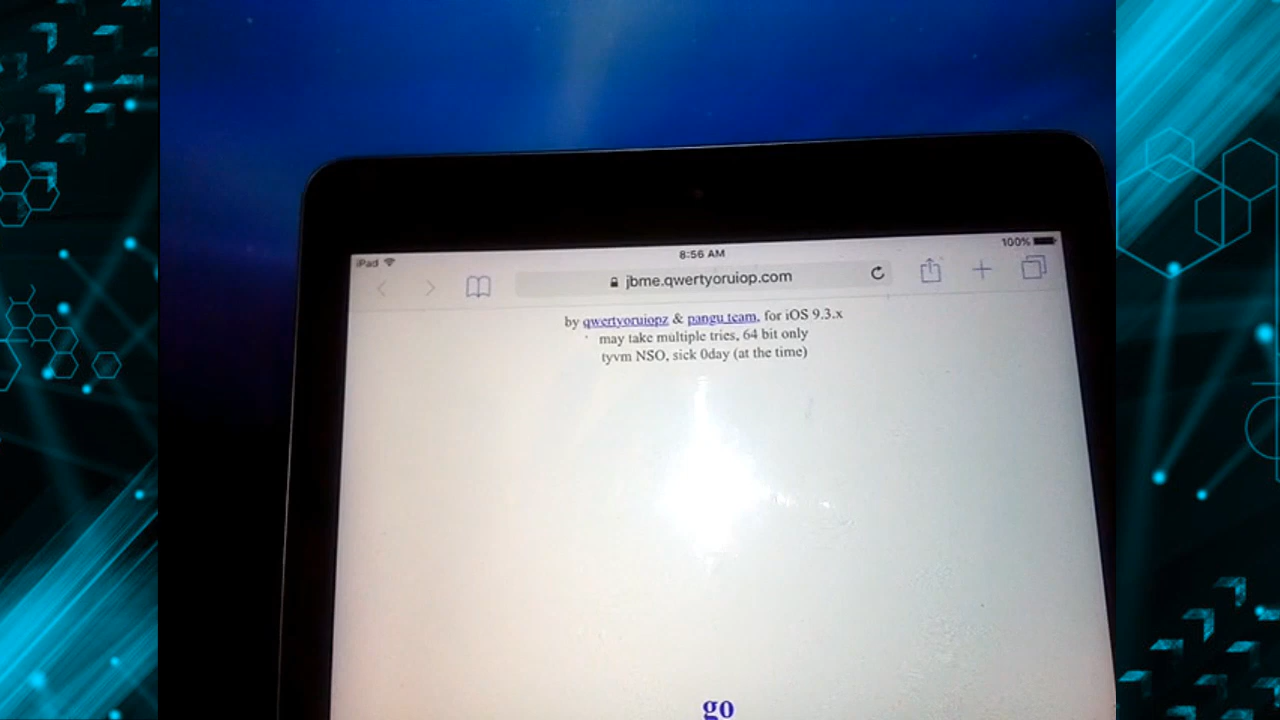 iPad
8:56 AM
100%
jbme.qwertyoruiop.com
by qwertyoruiopz & pangu team, for iOS 9.3.x
may take multiple tries, 64 bit only
tyvm NSO, sick 0day (at the time)
go